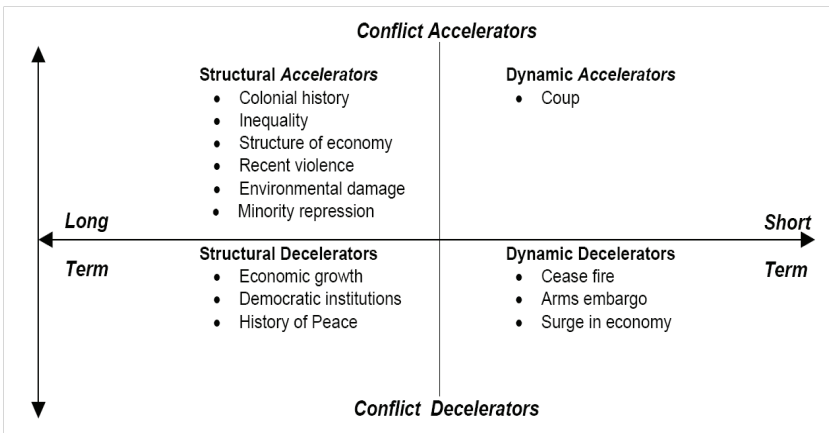 Conflict Accelerators
Structural Accelerators
• Colonial history
• Inequality
• Structure of economy
• Recent violence
• Environmental damage
• Minority repression
Dynamic Accelerators
• Coup
Long
Term
Short
Term
Structural Decelerators
• Economic growth
• Democratic institutions
• History of Peace
Dynamic Decelerators
• Cease fire
• Arms embargo
• Surge in economy
Conflict Decelerators